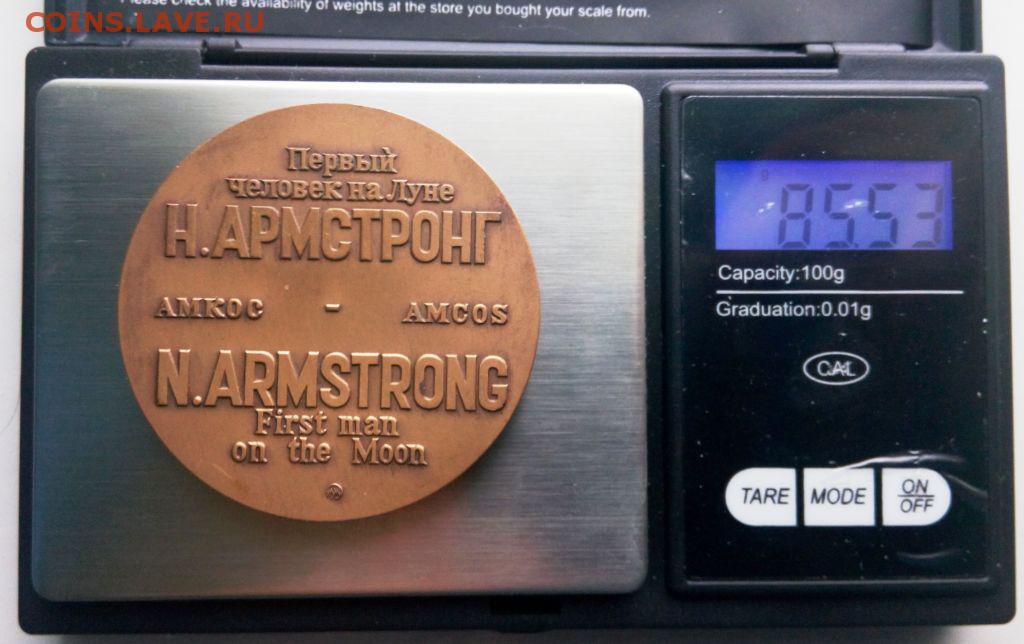 Please check the availability of weights at the store you bought your scale from.
COINS.LAVE.RU
Первый
человек на Луне
Н.АРМСТРОНГ
АМКОС - AMCOS
N.ARMSTRONG
First man
on the Moon
g
85.53
Capacity:100g
Graduation:0.01g
CAL
TARE MODE ON
OFF